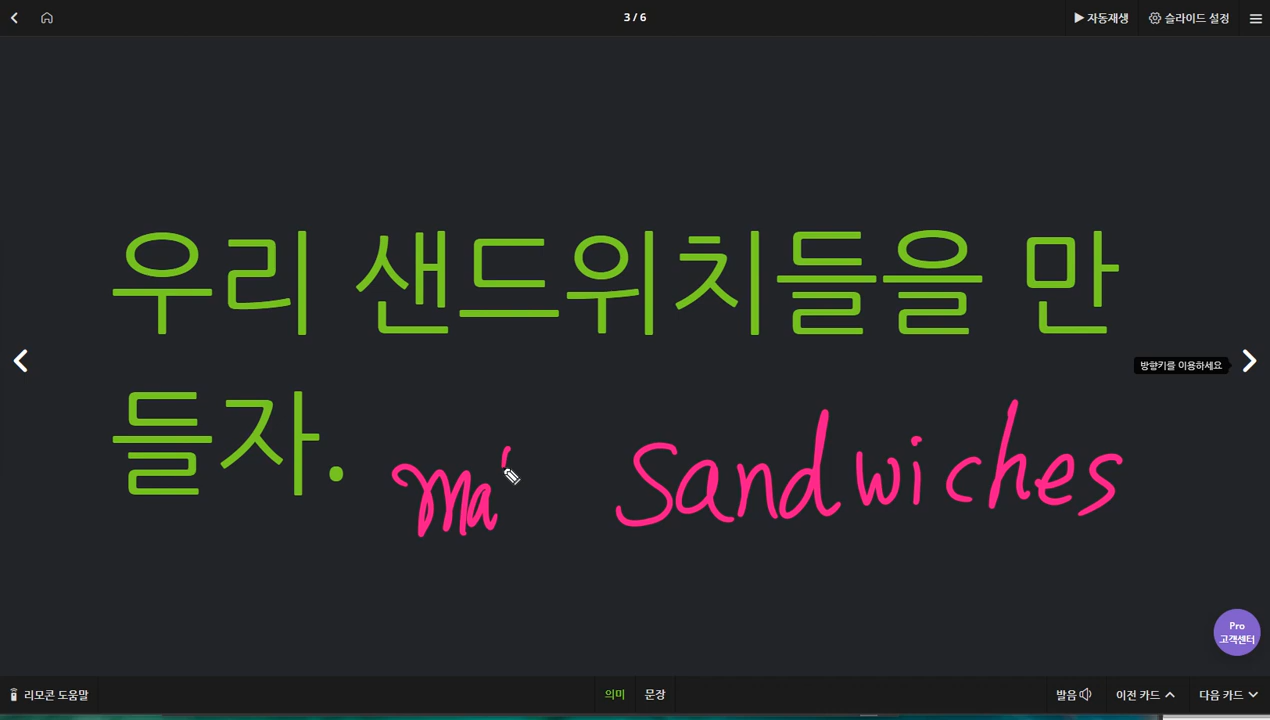 3 / 6
자동재생
슬라이드 설정
우리 샌드위치들을 만
들자.
방향키를 이용하세요
ma
sandwiches
Pro
고객센터
리모콘 도움말
의미
문장
발음
이전 카드
다음 카드